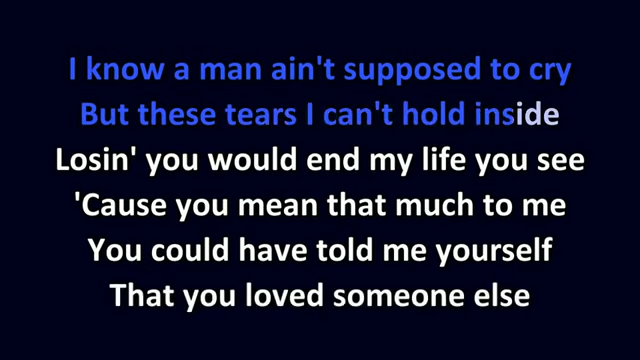 I know a man ain't supposed to cry
But these tears I can't hold inside
Losin' you would end my life you see
'Cause you mean that much to me
You could have told me yourself
That you loved someone else